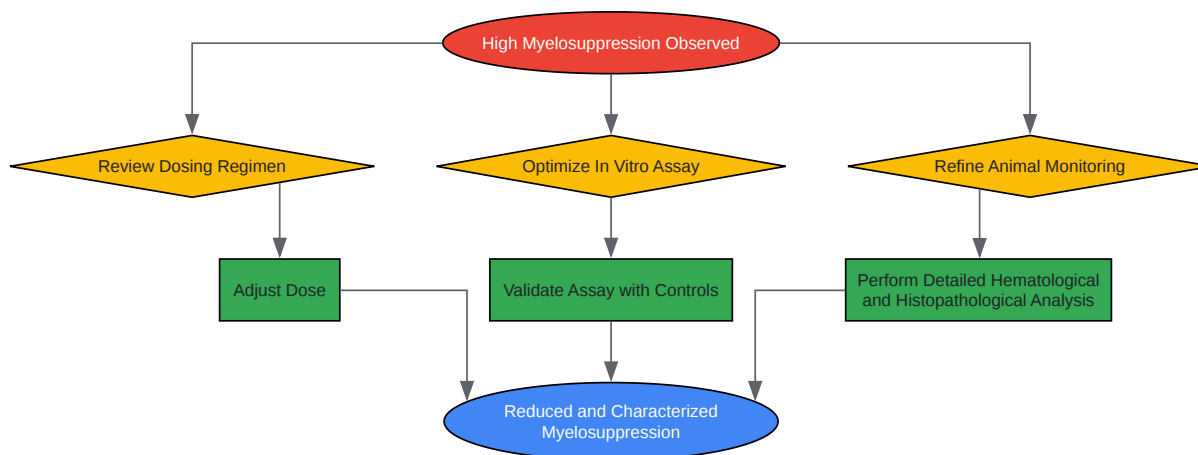 High Myelosuppression Observed
Review Dosing Regimen
Optimize In Vitro Assay
Refine Animal Monitoring
Adjust Dose
Validate Assay with Controls
Perform Detailed Hematological
and Histopathological Analysis
Reduced and Characterized
Myelosuppression